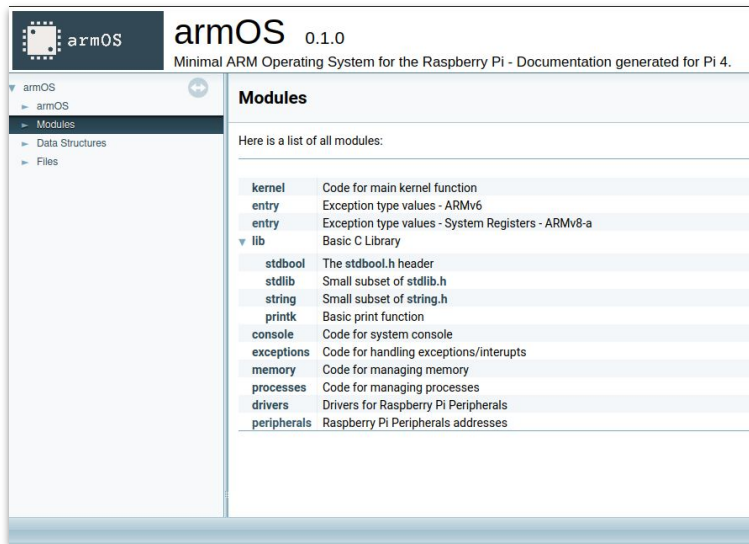 armOS
armOS 0.1.0
Minimal ARM Operating System for the Raspberry Pi - Documentation generated for Pi 4.
armOS
armOS
Modules
Data Structures
Files
Modules
Here is a list of all modules:
kernel Code for main kernel function
entry Exception type values - ARMv6
entry Exception type values - System Registers - ARMv8-a
lib Basic C Library
stdbool The stdbool.h header
stdlib Small subset of stdlib.h
string Small subset of string.h
printk Basic print function
console Code for system console
exceptions Code for handling exceptions/interupts
memory Code for managing memory
processes Code for managing processes
drivers Drivers for Raspberry Pi Peripherals
peripherals Raspberry Pi Peripherals addresses